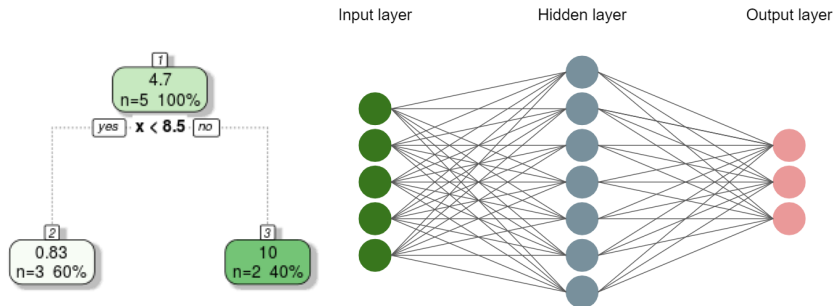 Input layer
Hidden layer
Output layer
1
4.7
n=5 100%
yes x < 8.5 no
2
0.83
n=3 60%
3
10
n=2 40%